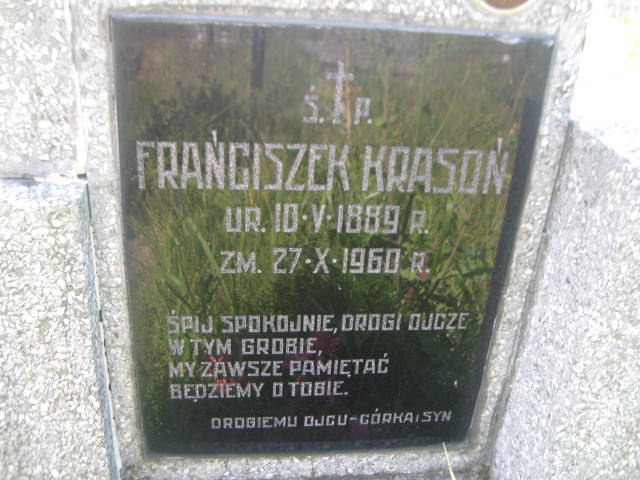 Ś. P.
FRAŃCISZEK KRASOŃ
UR. 10·V·1889 R.
ZM. 27·X·1960 R.
ŚPIJ SPOKOJNIE, DROGI OJCZE
W TYM GROBIE,
MY ZAWSZE PAMIĘTAĆ
BĘDZIEMY O TOBIE.
DROGIEMU OJCU-CÓRKA i SYN